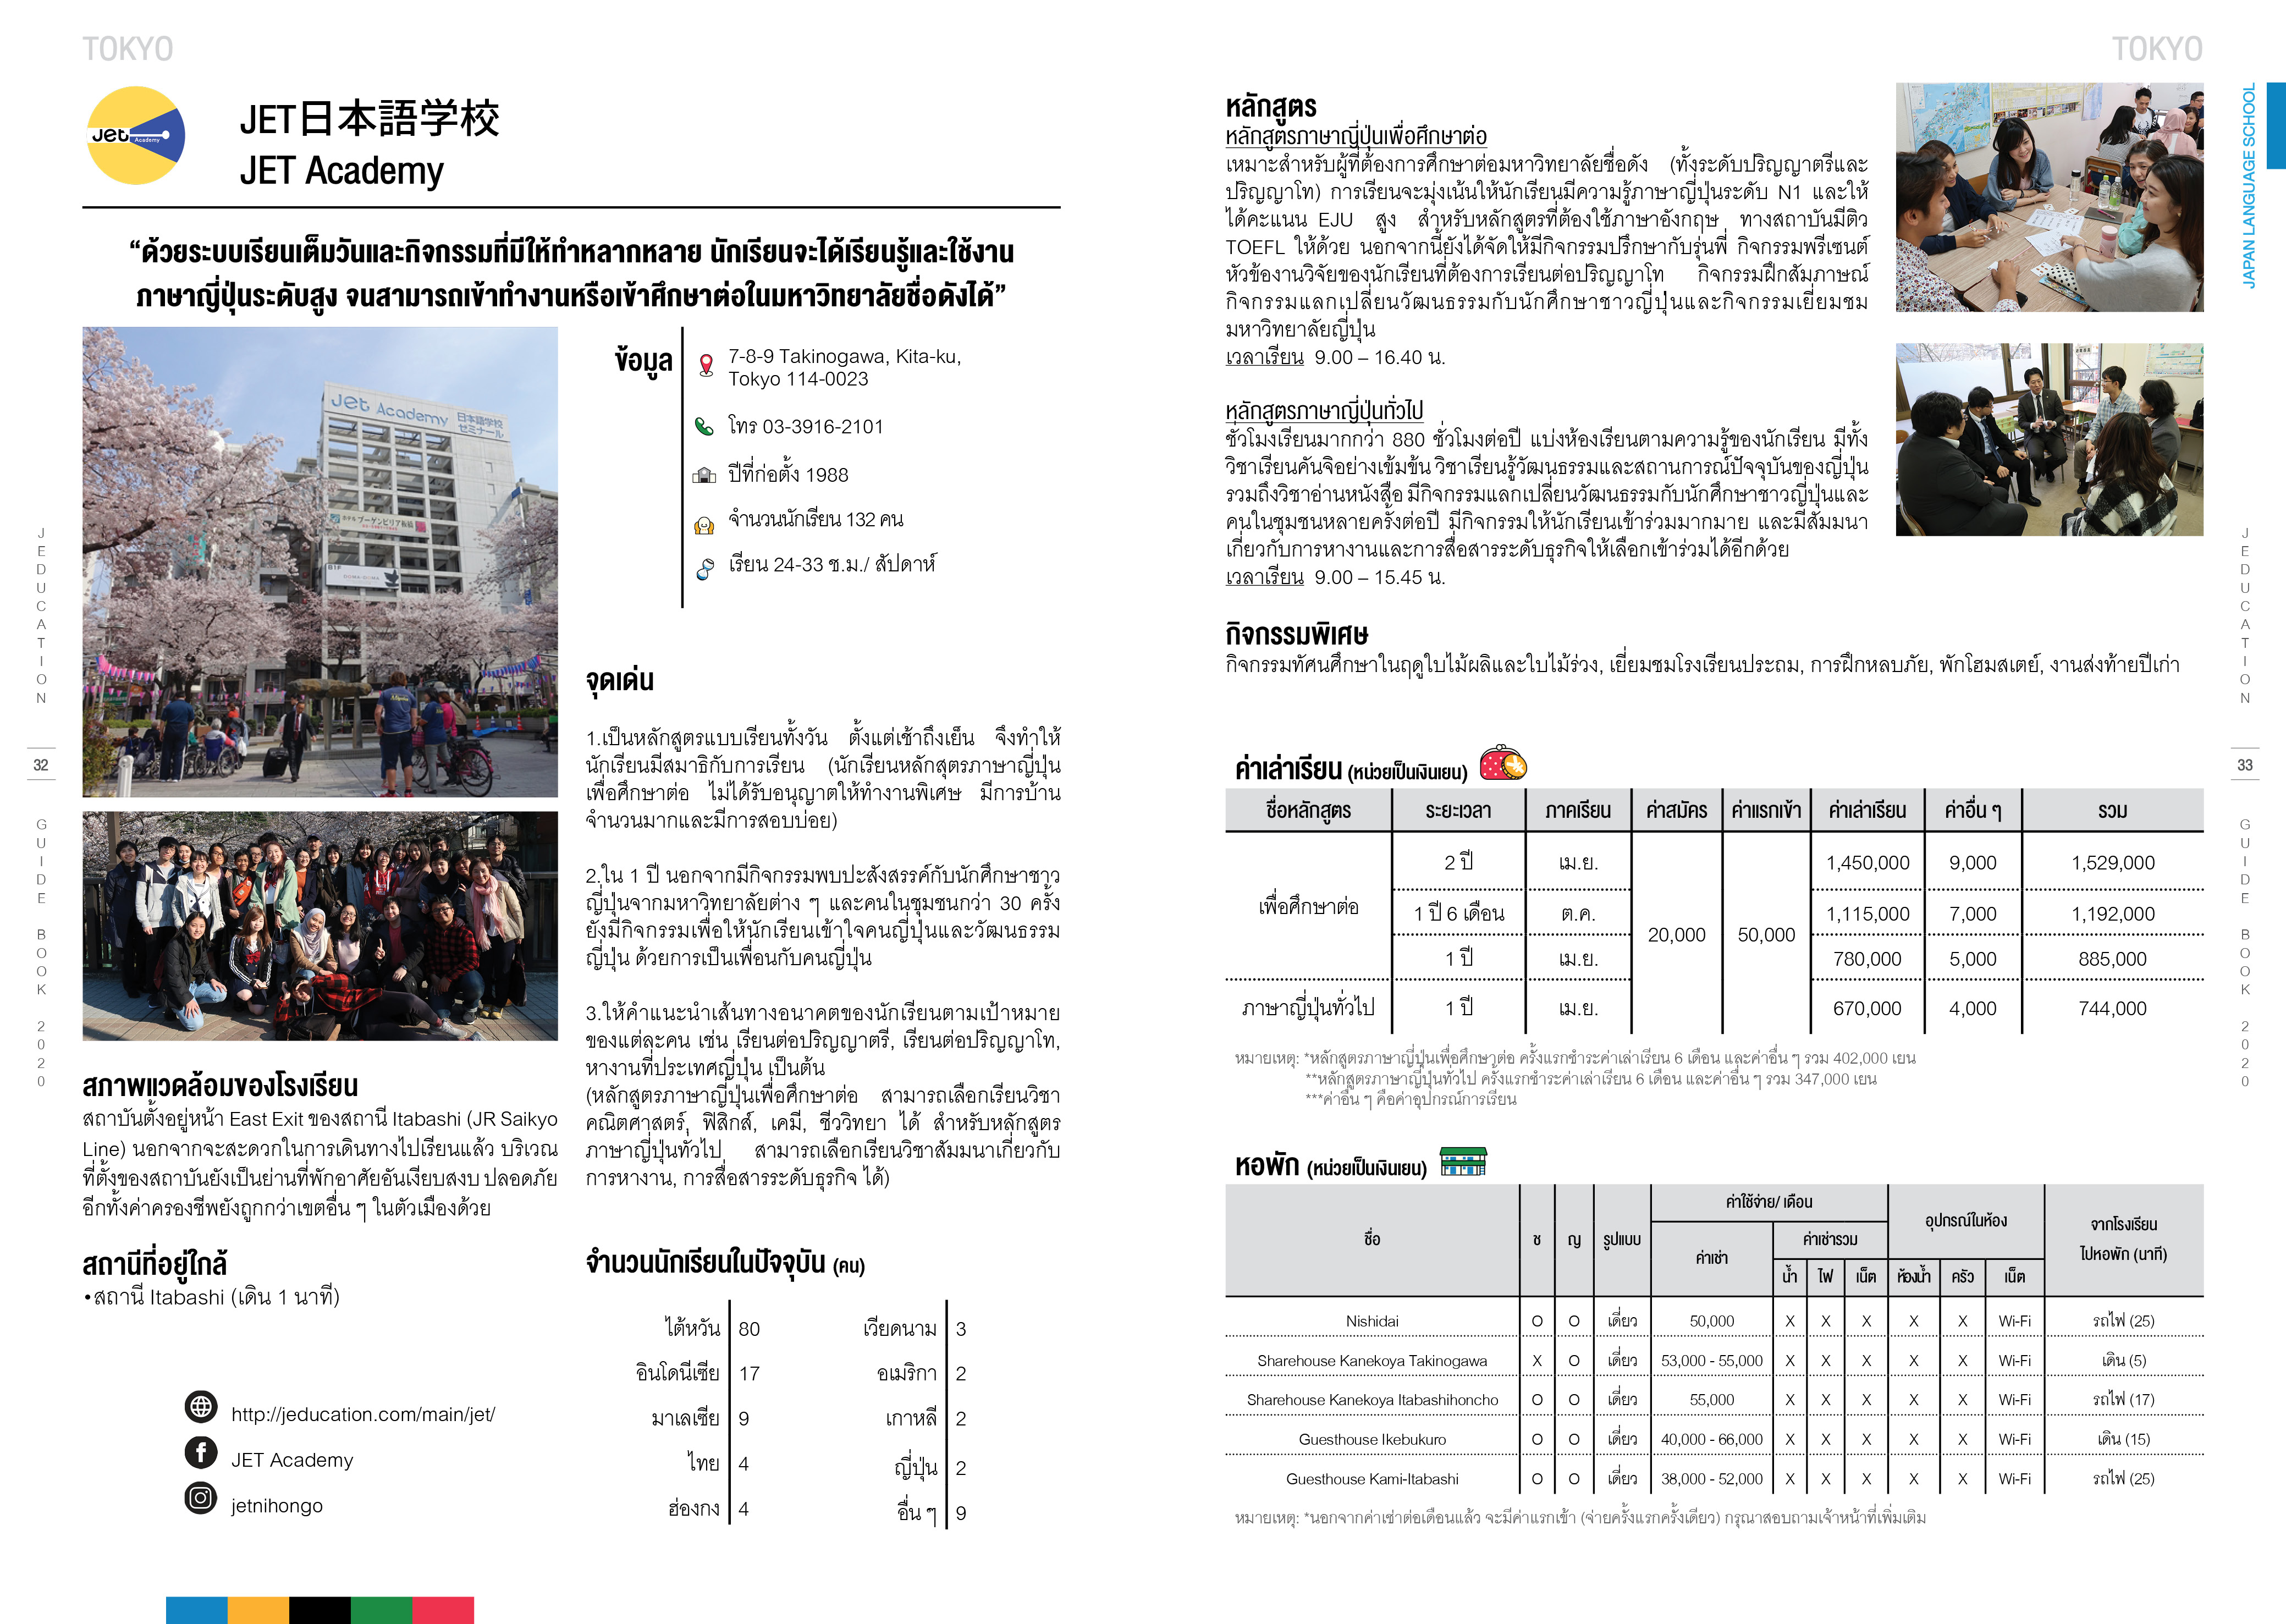 TOKYO
Jet Academy
JET日本語学校
JET Academy
“ด้วยระบบเรียนเต็มวันและกิจกรรมที่มีให้ทำหลากหลาย นักเรียนจะได้เรียนรู้และใช้งาน
ภาษาญี่ปุ่นระดับสูง จนสามารถเข้าทำงานหรือเข้าศึกษาต่อในมหาวิทยาลัยชื่อดังได้”
Jet Academy 日本語学校
ゼミナール
ข้อมูล
7-8-9 Takinogawa, Kita-ku,
Tokyo 114-0023
โทร 03-3916-2101
ปีที่ก่อตั้ง 1988
จำนวนนักเรียน 132 คน
เรียน 24-33 ช.ม./ สัปดาห์
จุดเด่น
1.เป็นหลักสูตรแบบเรียนทั้งวัน ตั้งแต่เช้าถึงเย็น จึงทำให้
นักเรียนมีสมาธิกับการเรียน (นักเรียนหลักสุตรภาษาญี่ปุ่น
เพื่อศึกษาต่อ ไม่ได้รับอนุญาตให้ทำงานพิเศษ มีการบ้าน
จำนวนมากและมีการสอบบ่อย)
2.ใน 1 ปี นอกจากมีกิจกรรมพบปะสังสรรค์กับนักศึกษาชาว
ญี่ปุ่นจากมหาวิทยาลัยต่าง ๆ และคนในชุมชนกว่า 30 ครั้ง
ยังมีกิจกรรมเพื่อให้นักเรียนเข้าใจคนญี่ปุ่นและวัฒนธรรม
ญี่ปุ่น ด้วยการเป็นเพื่อนกับคนญี่ปุ่น
3.ให้คำแนะนำเส้นทางอนาคตของนักเรียนตามเป้าหมาย
ของแต่ละคน เช่น เรียนต่อปริญญาตรี, เรียนต่อปริญญาโท,
หางานที่ประเทศญี่ปุ่น เป็นต้น
(หลักสูตรภาษาญี่ปุ่นเพื่อศึกษาต่อ สามารถเลือกเรียนวิชา
คณิตศาสตร์, ฟิสิกส์, เคมี, ชีววิทยา ได้ สำหรับหลักสูตร
ภาษาญี่ปุ่นทั่วไป สามารถเลือกเรียนวิชาสัมมนาเกี่ยวกับ
การหางาน, การสื่อสารระดับธุรกิจ ได้)
สภาพแวดล้อมของโรงเรียน
สถาบันตั้งอยู่หน้า East Exit ของสถานี Itabashi (JR Saikyo
Line) นอกจากจะสะดวกในการเดินทางไปเรียนแล้ว บริเวณ
ที่ตั้งของสถาบันยังเป็นย่านที่พักอาศัยอันเงียบสงบ ปลอดภัย
อีกทั้งค่าครองชีพยังถูกกว่าเขตอื่น ๆ ในตัวเมืองด้วย
สถานีที่อยู่ใกล้
•สถานี Itabashi (เดิน 1 นาที)
http://jeducation.com/main/jet/
f JET Academy
jetnihongo
จำนวนนักเรียนในปัจจุบัน (คน)
ไต้หวัน 80 เวียดนาม 3
อินโดนีเซีย 17 อเมริกา 2
มาเลเซีย 9 เกาหลี 2
ไทย 4 ญี่ปุ่น 2
ฮ่องกง 4 อื่น ๆ 9
JEDUCATION
32
GUIDE BOOK 2020
TOKYO
JAPAN LANGUAGE SCHOOL
หลักสูตร
หลักสูตรภาษาญี่ปุ่นเพื่อศึกษาต่อ
เหมาะสำหรับผู้ที่ต้องการศึกษาต่อมหาวิทยาลัยชื่อดัง (ทั้งระดับปริญญาตรีและ
ปริญญาโท) การเรียนจะมุ่งเน้นให้นักเรียนมีความรู้ภาษาญี่ปุ่นระดับ N1 และให้
ได้คะแนน EJU สูง สำหรับหลักสูตรที่ต้องใช้ภาษาอังกฤษ ทางสถาบันมีติว
TOEFL ให้ด้วย นอกจากนี้ยังได้จัดให้มีกิจกรรมปรึกษากับรุ่นพี่ กิจกรรมพรีเซนต์
หัวข้องานวิจัยของนักเรียนที่ต้องการเรียนต่อปริญญาโท กิจกรรมฝึกสัมภาษณ์
กิจกรรมแลกเปลี่ยนวัฒนธรรมกับนักศึกษาชาวญี่ปุ่นและกิจกรรมเยี่ยมชม
มหาวิทยาลัยญี่ปุ่น
เวลาเรียน 9.00 – 16.40 น.
หลักสูตรภาษาญี่ปุ่นทั่วไป
ชั่วโมงเรียนมากกว่า 880 ชั่วโมงต่อปี แบ่งห้องเรียนตามความรู้ของนักเรียน มีทั้ง
วิชาเรียนคันจิอย่างเข้มข้น วิชาเรียนรู้วัฒนธรรมและสถานการณ์ปัจจุบันของญี่ปุ่น
รวมถึงวิชาอ่านหนังสือ มีกิจกรรมแลกเปลี่ยนวัฒนธรรมกับนักศึกษาชาวญี่ปุ่นและ
คนในชุมชนหลายครั้งต่อปี มีกิจกรรมให้นักเรียนเข้าร่วมมากมาย และมีสัมมนา
เกี่ยวกับการหางานและการสื่อสารระดับธุรกิจให้เลือกเข้าร่วมได้อีกด้วย
เวลาเรียน 9.00 – 15.45 น.
กิจกรรมพิเศษ
กิจกรรมทัศนศึกษาในฤดูใบไม้ผลิและใบไม้ร่วง, เยี่ยมชมโรงเรียนประถม, การฝึกหลบภัย, พักโฮมสเตย์, งานส่งท้ายปีเก่า
ค่าเล่าเรียน (หน่วยเป็นเงินเยน)
ชื่อหลักสูตร ระยะเวลา ภาคเรียน ค่าสมัคร ค่าแรกเข้า ค่าเล่าเรียน ค่าอื่น ๆ รวม
เพื่อศึกษาต่อ 2 ปี เม.ย. 20,000 50,000 1,450,000 9,000 1,529,000
1 ปี 6 เดือน ต.ค. 1,115,000 7,000 1,192,000
1 ปี เม.ย. 780,000 5,000 885,000
ภาษาญี่ปุ่นทั่วไป 1 ปี เม.ย. 670,000 4,000 744,000
หมายเหตุ: *หลักสูตรภาษาญี่ปุ่นเพื่อศึกษาต่อ ครั้งแรกชำระค่าเล่าเรียน 6 เดือน และค่าอื่น ๆ รวม 402,000 เยน
**หลักสูตรภาษาญี่ปุ่นทั่วไป ครั้งแรกชำระค่าเล่าเรียน 6 เดือน และค่าอื่น ๆ รวม 347,000 เยน
***ค่าอื่น ๆ คือค่าอุปกรณ์การเรียน
หอพัก (หน่วยเป็นเงินเยน)
ชื่อ ช ญ รูปแบบ ค่าใช้จ่าย/ เดือน อุปกรณ์ในห้อง จากโรงเรียน
ไปหอพัก (นาที)
ค่าเช่า ค่าเช่ารวม
น้ำ ไฟ เน็ต ห้องน้ำ ครัว เน็ต
Nishidai O O เดี่ยว 50,000 X X X X X Wi-Fi รถไฟ (25)
Sharehouse Kanekoya Takinogawa X O เดี่ยว 53,000 - 55,000 X X X X X Wi-Fi เดิน (5)
Sharehouse Kanekoya Itabashihoncho O O เดี่ยว 55,000 X X X X X Wi-Fi รถไฟ (17)
Guesthouse Ikebukuro O O เดี่ยว 40,000 - 66,000 X X X X X Wi-Fi เดิน (15)
Guesthouse Kami-Itabashi O O เดี่ยว 38,000 - 52,000 X X X X X Wi-Fi รถไฟ (25)
หมายเหตุ: *นอกจากค่าเช่าต่อเดือนแล้ว จะมีค่าแรกเข้า (จ่ายครั้งแรกครั้งเดียว) กรุณาสอบถามเจ้าหน้าที่เพิ่มเติม
JEDUCATION
33
GUIDE BOOK 2020